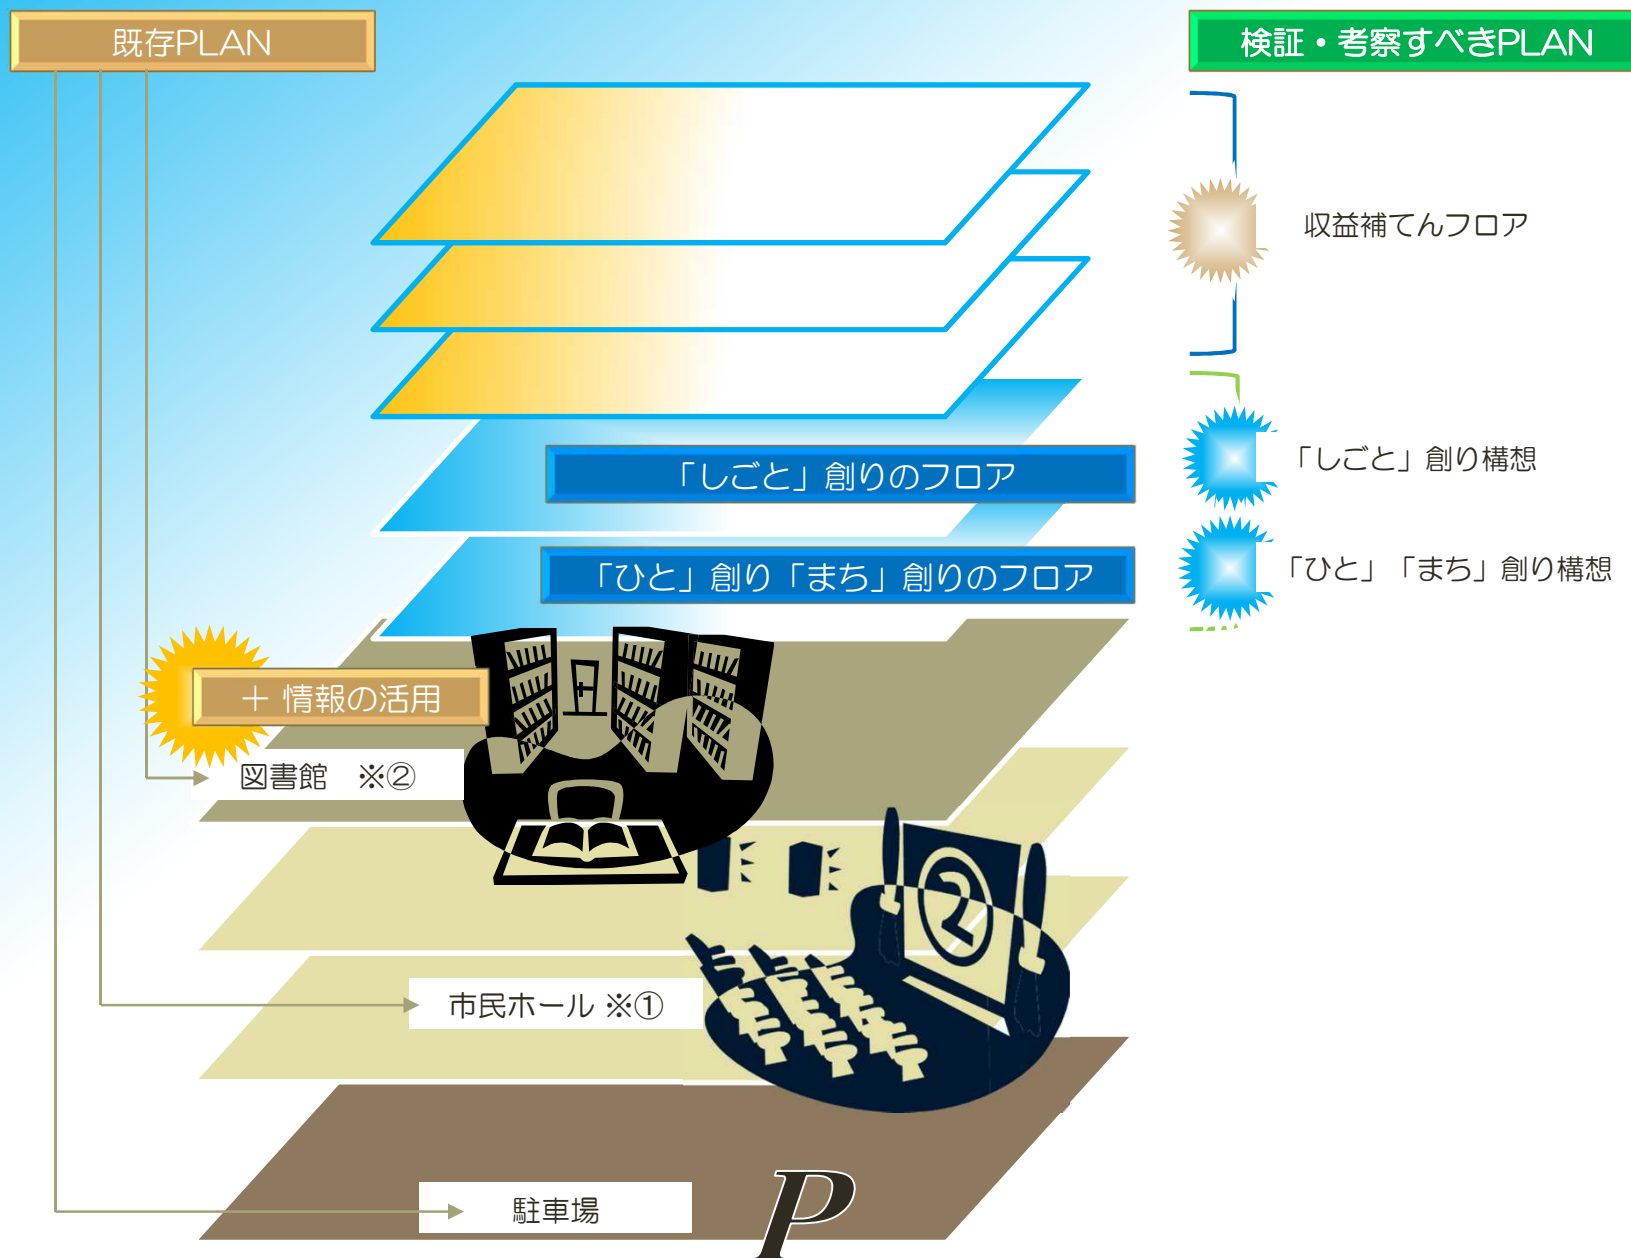 既存PLAN
検証・考察すべきPLAN
収益補てんフロア
「しごと」創りのフロア
「しごと」創り構想
「ひと」創り「まち」創りのフロア
「ひと」「まち」創り構想
＋ 情報の活用
図書館　※②
2
市民ホール ※①
駐車場
P